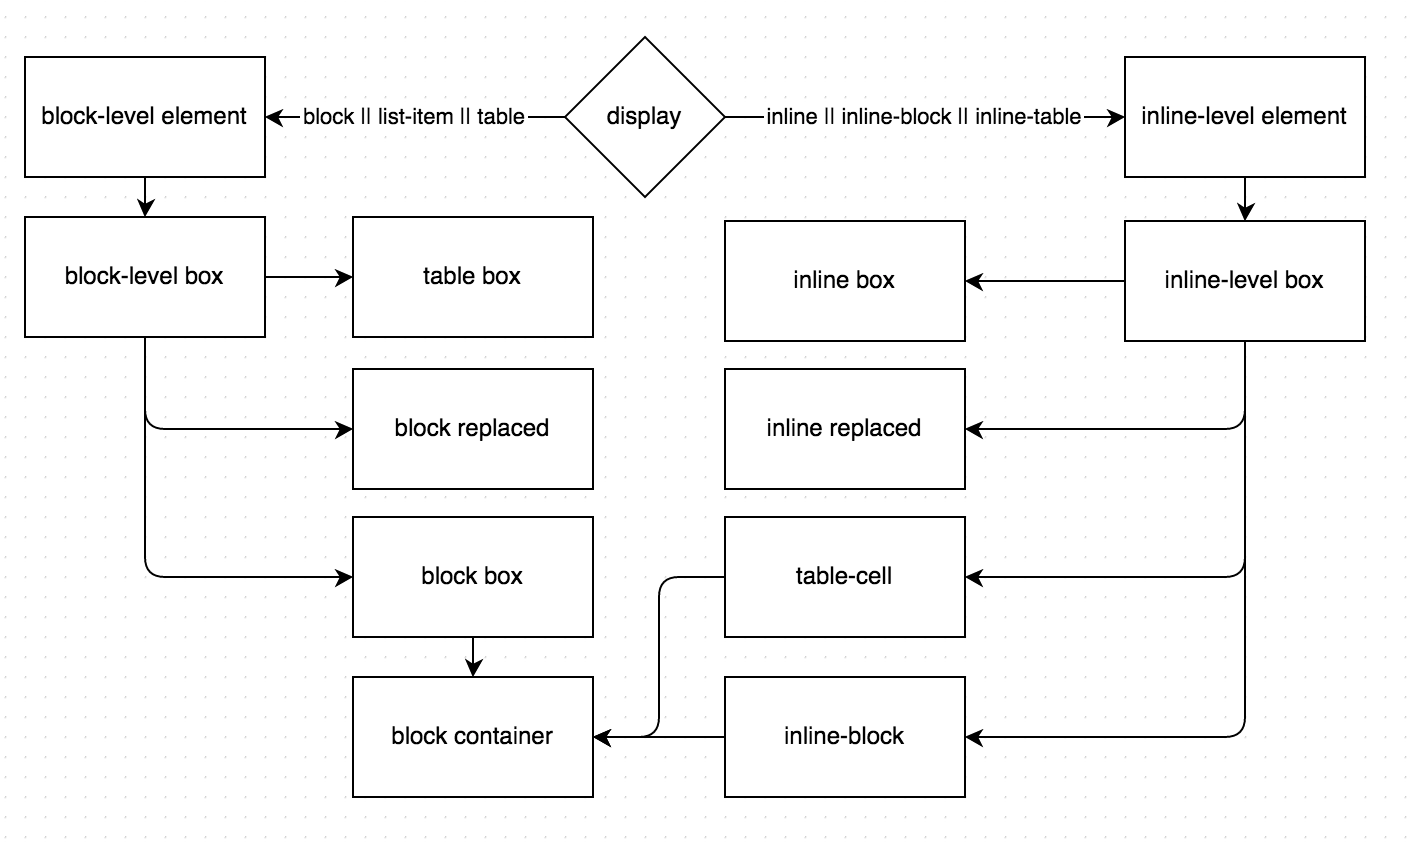 block-level element
block || list-item || table
display
inline || inline-block || inline-table
inline-level element
block-level box
table box
inline box
inline-level box
block replaced
inline replaced
block box
table-cell
block container
inline-block